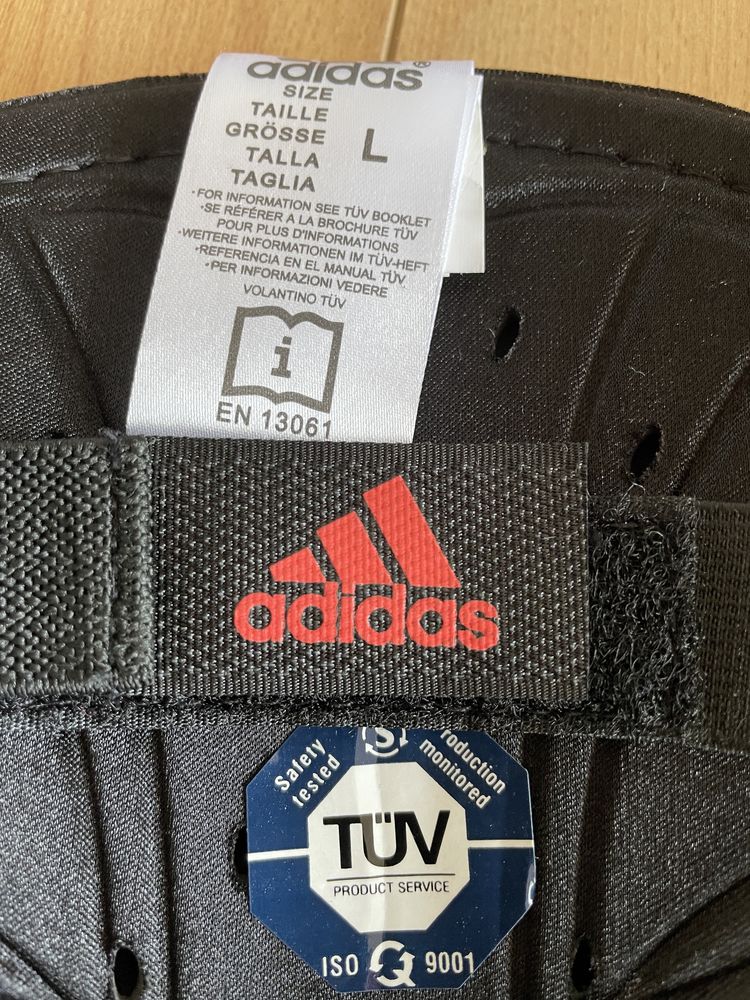 adidas®
SIZE
TAILLE
GRÖSSE
TALLA
TAGLIA
L
·FOR INFORMATION SEE TÜV BOOKLET
·SE RÉFÉRER A LA BROCHURE TÜV
POUR PLUS D'INFORMATIONS
·WEITERE INFORMATIONEN IM TÜV-HEFT
·REFERENCIA EN EL MANUAL TÜV
·PER INFORMAZIONI VEDERE
VOLANTINO TÜV
i
EN 13061
adidas
Safety
tested
S
roduction
monitored
TÜV
PRODUCT SERVICE
ISO 9001